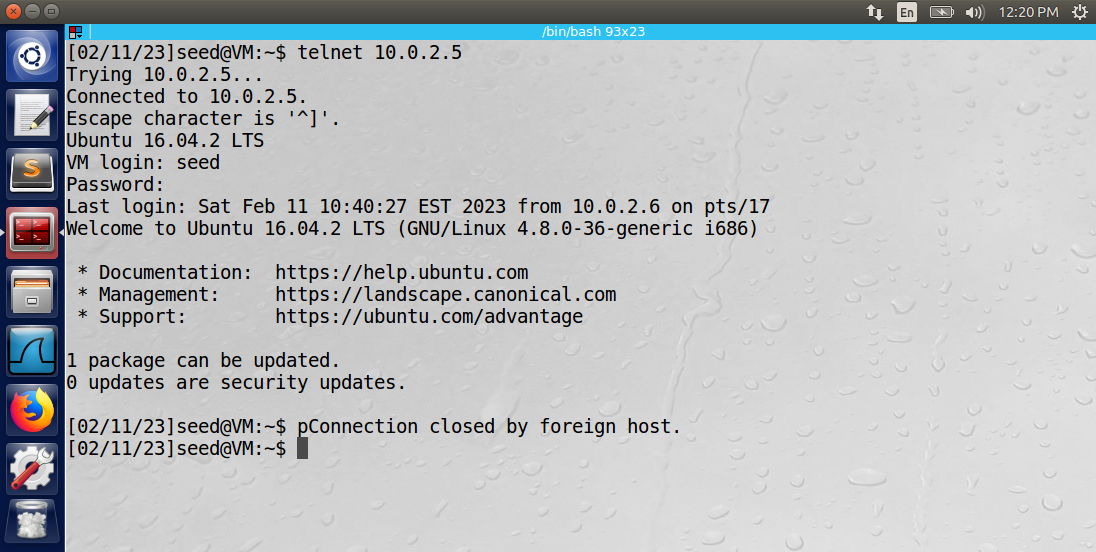 En 12:20 PM
/bin/bash 93x23
[02/11/23]seed@VM:~$ telnet 10.0.2.5
Trying 10.0.2.5...
Connected to 10.0.2.5.
Escape character is '^]'.
Ubuntu 16.04.2 LTS
VM login: seed
Password:
Last login: Sat Feb 11 10:40:27 EST 2023 from 10.0.2.6 on pts/17
Welcome to Ubuntu 16.04.2 LTS (GNU/Linux 4.8.0-36-generic i686)
* Documentation:  https://help.ubuntu.com
* Management:     https://landscape.canonical.com
* Support:        https://ubuntu.com/advantage
1 package can be updated.
0 updates are security updates.
[02/11/23]seed@VM:~$ pConnection closed by foreign host.
[02/11/23]seed@VM:~$